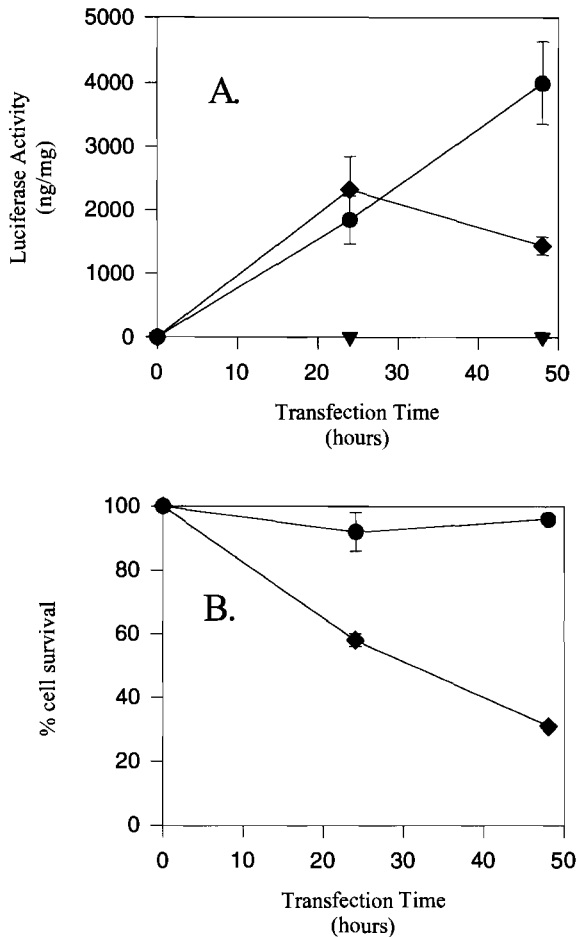 5000
4000
3000
2000
1000
0
A.
Luciferase Activity
(ng/mg)
0 10 20 30 40 50
Transfection Time
(hours)
100
80
60
40
20
0
B.
% cell survival
0 10 20 30 40 50
Transfection Time
(hours)